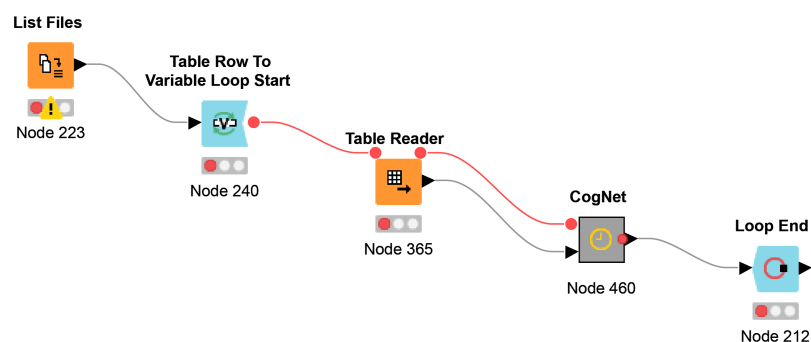 List Files
Node 223
Table Row To
Variable Loop Start
V
Node 240
Table Reader
Node 365
CogNet
Node 460
Loop End
Node 212